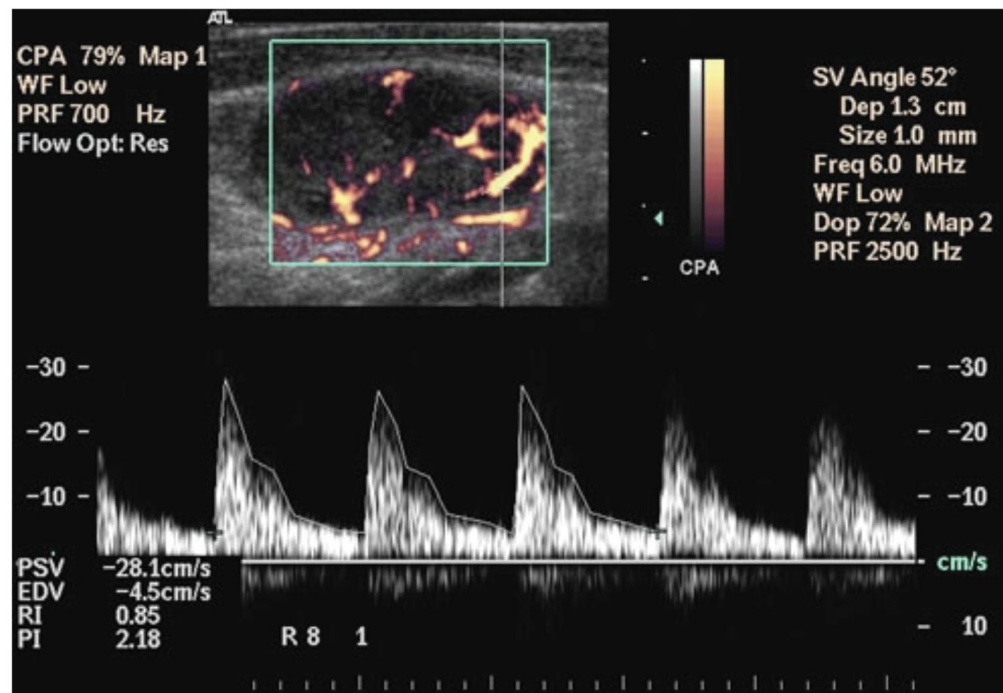 ATL
CPA 79% Map 1
WF Low
PRF 700 Hz
Flow Opt: Res
SV Angle 52°
Dep 1.3 cm
Size 1.0 mm
Freq 6.0 MHz
WF Low
Dop 72% Map 2
PRF 2500 Hz
CPA
−30 − − −30
−20 − − −20
−10 − − −10
cm/s
− 10
PSV −28.1cm/s
EDV −4.5cm/s
RI 0.85
PI 2.18
R 8 1